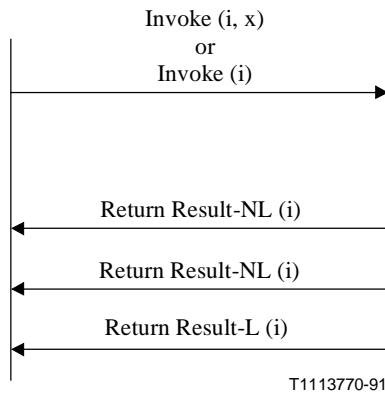 Invoke (i, x)
or
Invoke (i)
Return Result-NL (i)
Return Result-NL (i)
Return Result-L (i)
T1113770-91